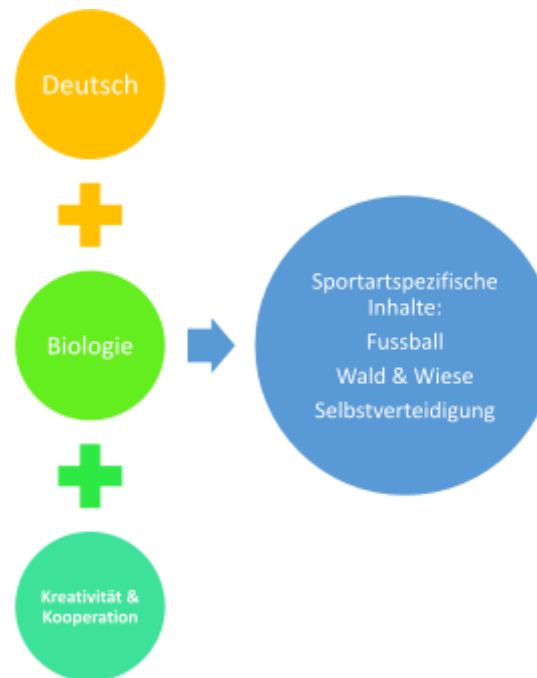 Deutsch
Biologie
Kreativität &
Kooperation
Sportartspezifische
Inhalte:
Fussball
Wald & Wiese
Selbstverteidigung